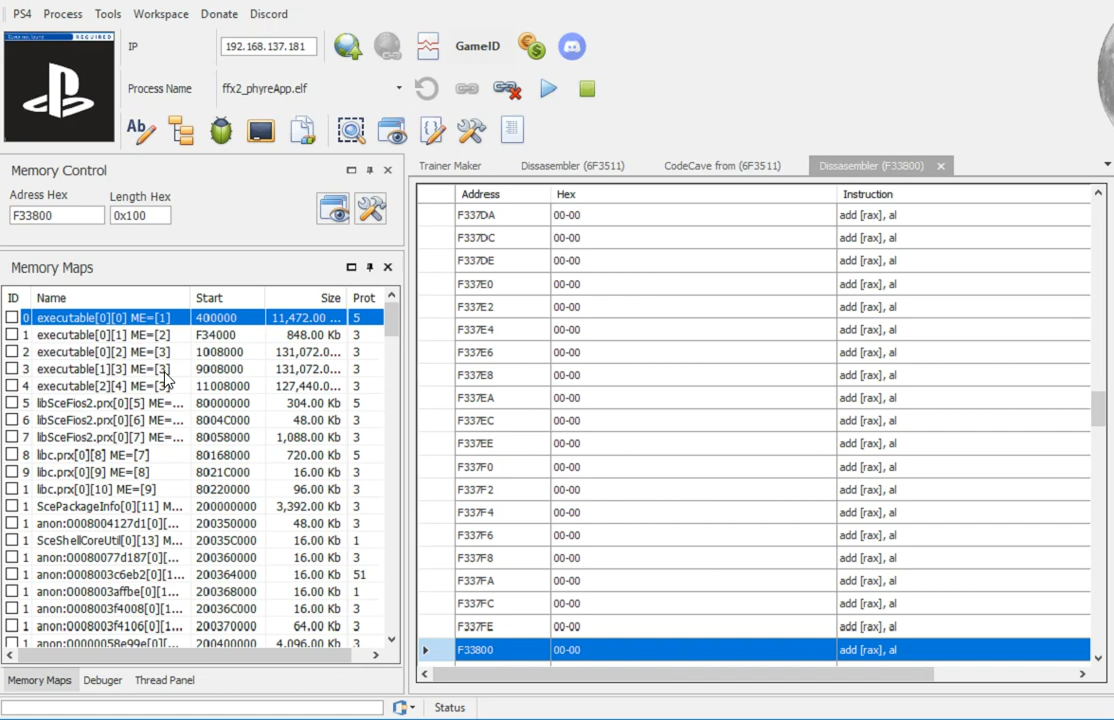 PS4 Process Tools Workspace Donate Discord
REQUIRED
IP 192.168.137.181 GameID
Process Name ffx2_phyreApp.elf
Memory Control
Adress Hex Length Hex
F33800 0x100
Memory Maps
ID Name Start Size Prot
0 executable[0][0] ME=[1] 400000 11,472.00 ... 5
1 executable[0][1] ME=[2] F34000 848.00 Kb 3
2 executable[0][2] ME=[3] 1008000 131,072.0... 3
3 executable[1][3] ME=[3] 9008000 131,072.0... 3
4 executable[2][4] ME=[3] 11008000 127,440.0... 3
5 libSceFios2.prx[0][5] ME=... 80000000 304.00 Kb 5
6 libSceFios2.prx[0][6] ME=... 8004C000 48.00 Kb 3
7 libSceFios2.prx[0][7] ME=... 80058000 1,088.00 Kb 3
8 libc.prx[0][8] ME=[7] 80168000 720.00 Kb 5
9 libc.prx[0][9] ME=[8] 8021C000 16.00 Kb 3
1 libc.prx[0][10] ME=[9] 80220000 96.00 Kb 3
1 ScePackageInfo[0][11] M... 200000000 3,392.00 Kb 3
1 anon:0008004127d1[0][... 200350000 48.00 Kb 3
1 SceShellCoreUtil[0][13] M... 20035C000 16.00 Kb 1
1 anon:00080077d187[0][... 200360000 16.00 Kb 3
1 anon:0008003c6eb2[0][1... 200364000 16.00 Kb 51
1 anon:0008003affbe[0][1... 200368000 16.00 Kb 1
1 anon:0008003f4008[0][1... 20036C000 16.00 Kb 3
1 anon:0008003f4106[0][1... 200370000 64.00 Kb 3
1 anon:00000058e99e[0][... 200400000 4,096.00 Kb 3
Memory Maps Debuger Thread Panel
Status
Trainer Maker Dissasembler (6F3511) CodeCave from (6F3511) Dissasembler (F33800)
Address Hex Instruction
F337DA 00-00 add [rax], al
F337DC 00-00 add [rax], al
F337DE 00-00 add [rax], al
F337E0 00-00 add [rax], al
F337E2 00-00 add [rax], al
F337E4 00-00 add [rax], al
F337E6 00-00 add [rax], al
F337E8 00-00 add [rax], al
F337EA 00-00 add [rax], al
F337EC 00-00 add [rax], al
F337EE 00-00 add [rax], al
F337F0 00-00 add [rax], al
F337F2 00-00 add [rax], al
F337F4 00-00 add [rax], al
F337F6 00-00 add [rax], al
F337F8 00-00 add [rax], al
F337FA 00-00 add [rax], al
F337FC 00-00 add [rax], al
F337FE 00-00 add [rax], al
F33800 00-00 add [rax], al